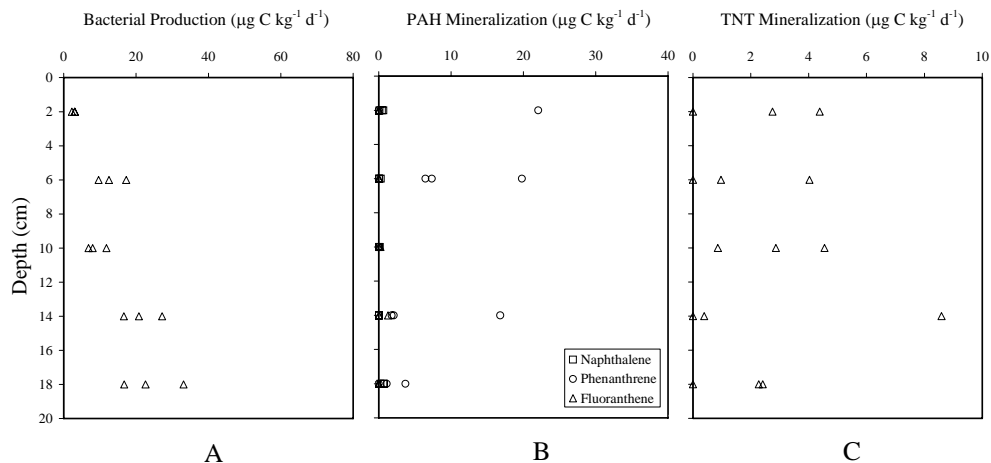 Bacterial Production (µg C kg⁻¹ d⁻¹)
0 20 40 60 80
PAH Mineralization (µg C kg⁻¹ d⁻¹)
0 10 20 30 40
TNT Mineralization (µg C kg⁻¹ d⁻¹)
0 2 4 6 8 10
Depth (cm)
0
2
4
6
8
10
12
14
16
18
20
Naphthalene
Phenanthrene
Fluoranthene
A
B
C